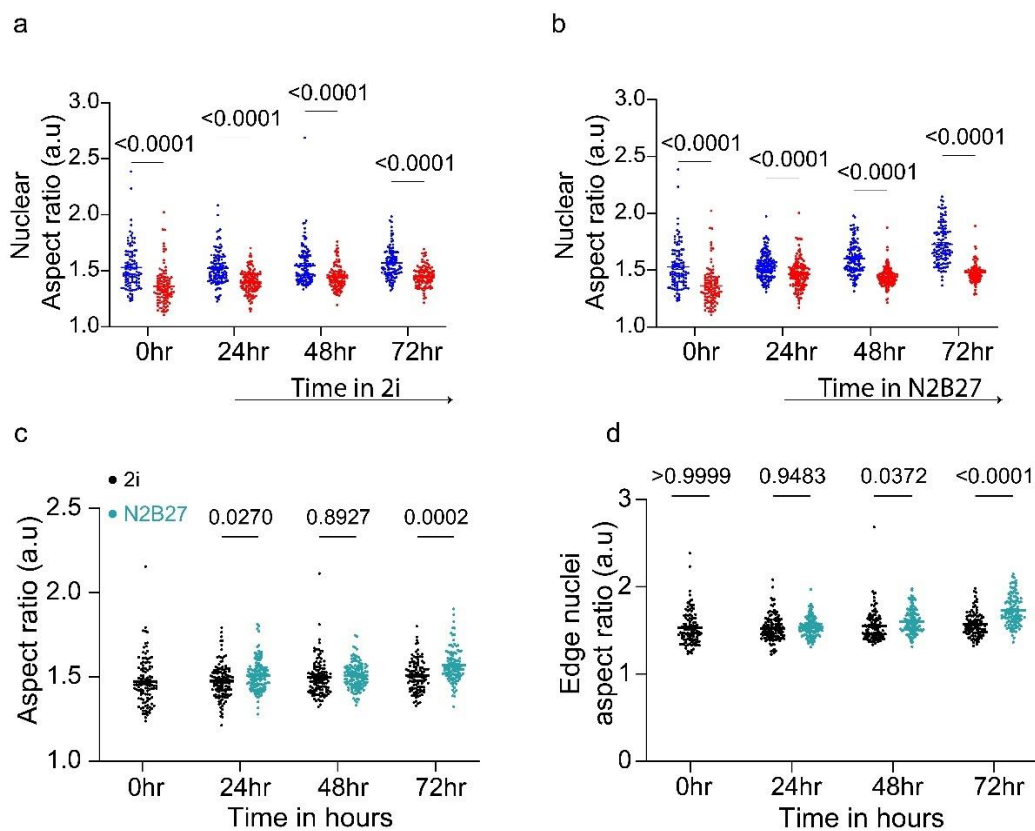 a
<0.0001
<0.0001
<0.0001
<0.0001
3.0
2.5
2.0
1.5
1.0
Nuclear
Aspect ratio (a.u)
0hr 24hr 48hr 72hr
Time in 2i
b
<0.0001
<0.0001
<0.0001
<0.0001
3.0
2.5
2.0
1.5
1.0
Nuclear
Aspect ratio (a.u)
0hr 24hr 48hr 72hr
Time in N2B27
c
2i
N2B27
0.0270 0.8927 0.0002
2.5
2.0
1.5
1.0
Aspect ratio (a.u)
0hr 24hr 48hr 72hr
Time in hours
d
>0.9999 0.9483 0.0372 <0.0001
3
2
1
0
Edge nuclei
aspect ratio (a.u)
0hr 24hr 48hr 72hr
Time in hours